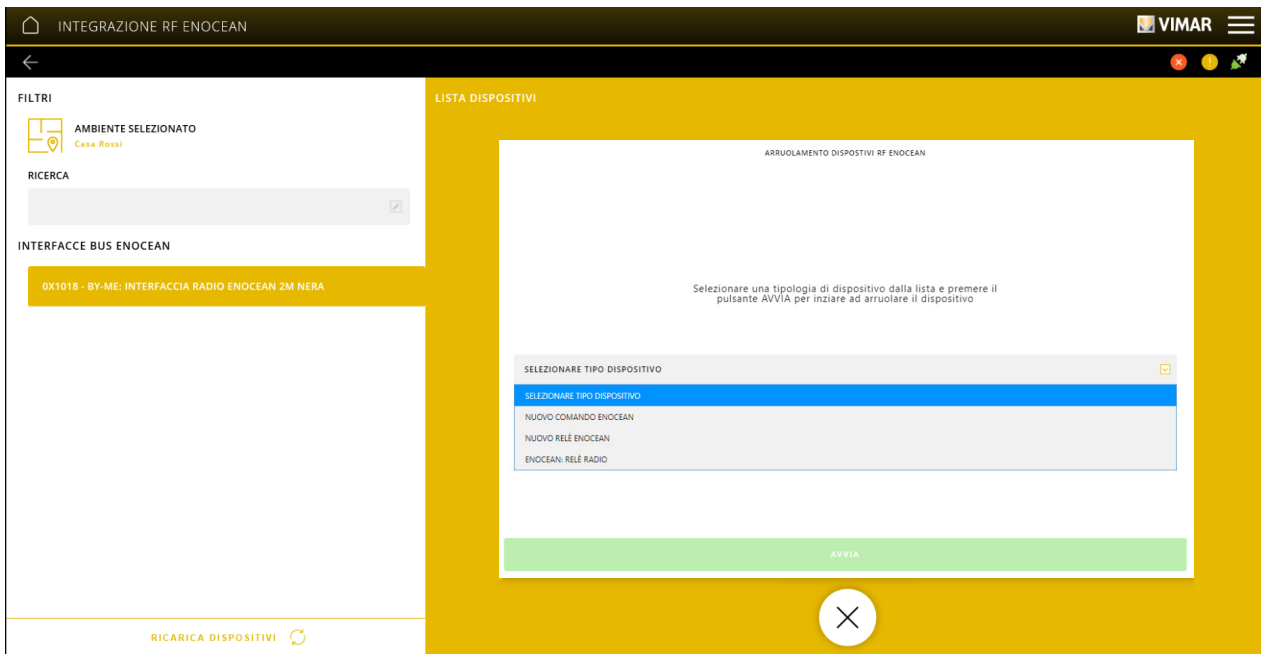 INTEGRAZIONE RF ENOCEAN
VIMAR
FILTRI
AMBIENTE SELEZIONATO
Casa Rossi
RICERCA
INTERFACCE BUS ENOCEAN
0X1018 - BY-ME: INTERFACCIA RADIO ENOCEAN 2M NERA
RICARICA DISPOSITIVI
LISTA DISPOSITIVI
ARRUOLAMENTO DISPOSTIVI RF ENOCEAN
Selezionare una tipologia di dispositivo dalla lista e premere il
pulsante AVVIA per inziare ad arruolare il dispositivo
SELEZIONARE TIPO DISPOSITIVO
SELEZIONARE TIPO DISPOSITIVO
NUOVO COMANDO ENOCEAN
NUOVO RELÈ ENOCEAN
ENOCEAN: RELÈ RADIO
AVVIA